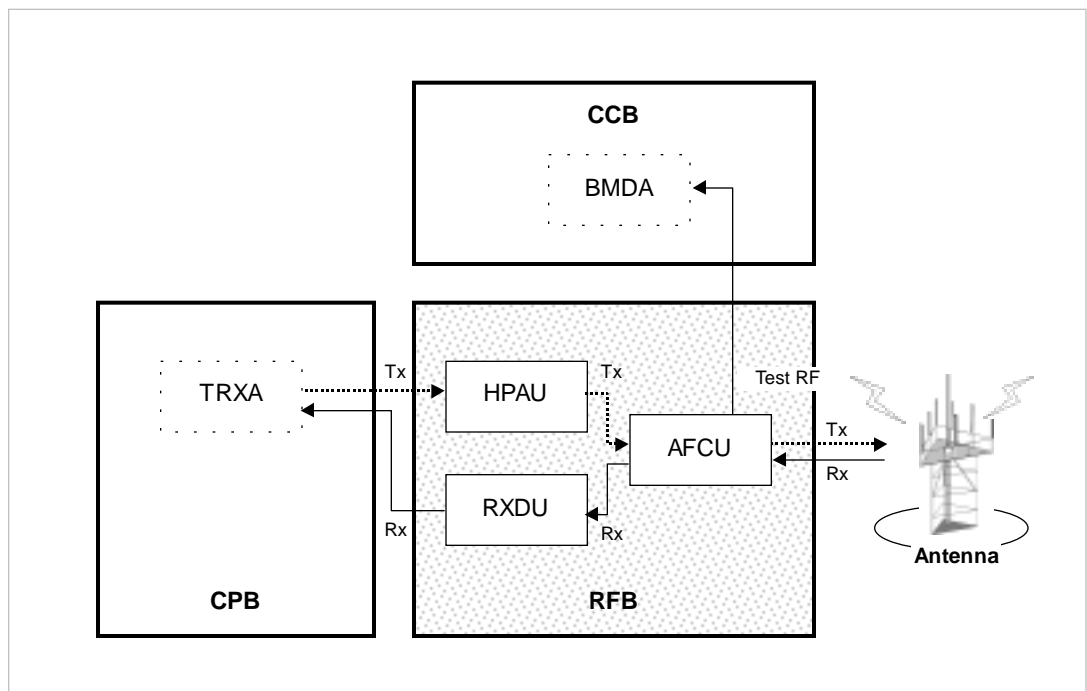 CCB
BMDA
TRXA
Tx
HPAU
Tx
Test RF
AFCU
Tx
Rx
RXDU
Rx
Rx
Antenna
CPB
RFB